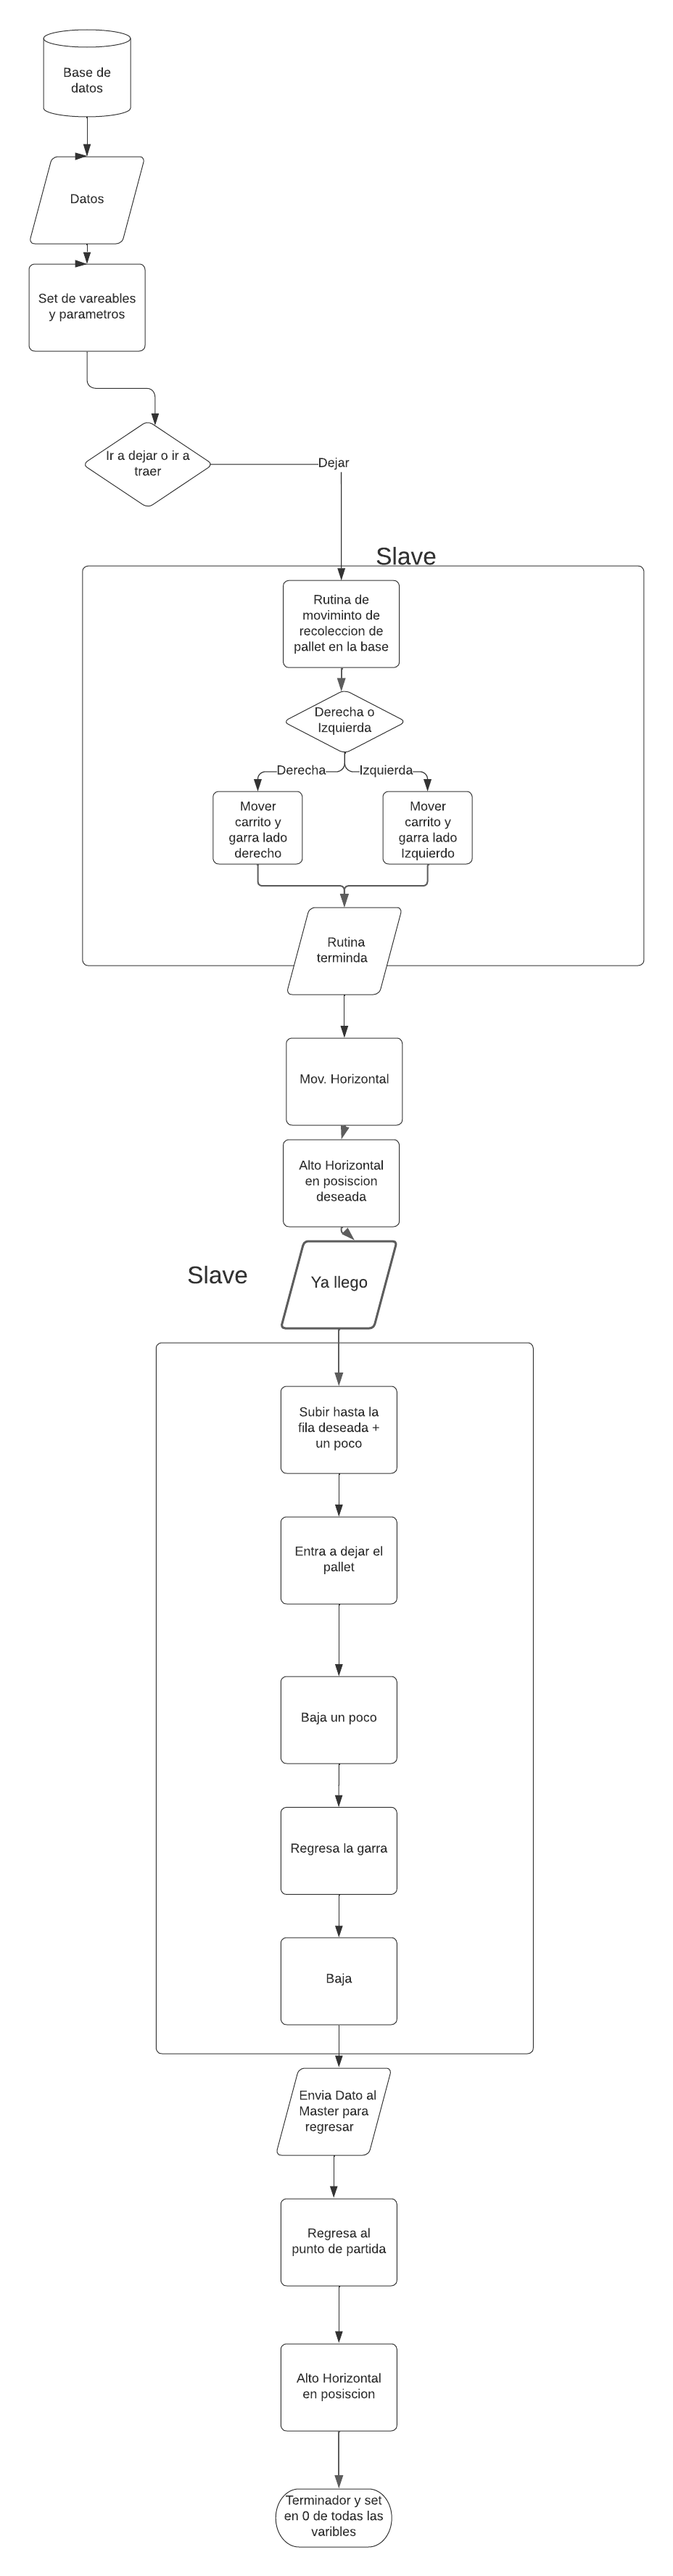 Base de
datos
Datos
Set de vareables
y parametros
Ir a dejar o ir a
traer
Dejar
Slave
Rutina de
moviminto de
recoleccion de
pallet en la base
Derecha o
Izquierda
Derecha
Izquierda
Mover
carrito y
garra lado
derecho
Mover
carrito y
garra lado
Izquierdo
Rutina
terminda
Mov. Horizontal
Alto Horizontal
en posiscion
deseada
Slave
Ya llego
Subir hasta la
fila deseada +
un poco
Entra a dejar el
pallet
Baja un poco
Regresa la garra
Baja
Envia Dato al
Master para
regresar
Regresa al
punto de partida
Alto Horizontal
en posiscion
Terminador y set
en 0 de todas las
varibles